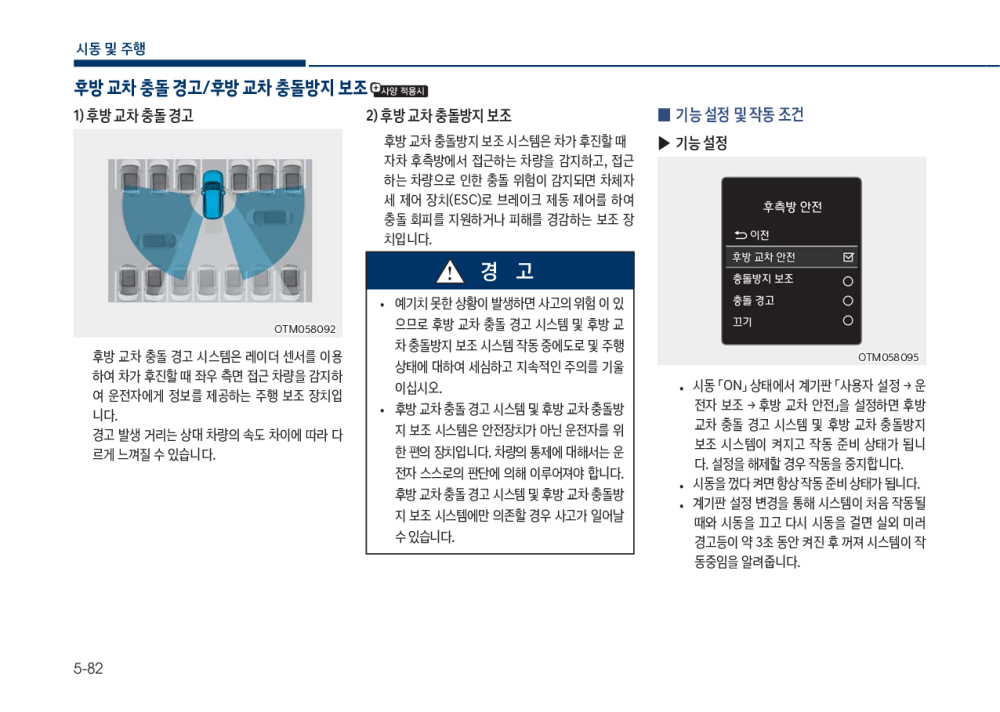 시동 및 주행
후방 교차 충돌 경고/후방 교차 충돌방지 보조 사양 적용시
1) 후방 교차 충돌 경고
OTM058092
후방 교차 충돌 경고 시스템은 레이더 센서를 이용
하여 차가 후진할 때 좌우 측면 접근 차량을 감지하
여 운전자에게 정보를 제공하는 주행 보조 장치입
니다.
경고 발생 거리는 상대 차량의 속도 차이에 따라 다
르게 느껴질 수 있습니다.
2) 후방 교차 충돌방지 보조
후방 교차 충돌방지 보조 시스템은 차가 후진할 때
자차 후측방에서 접근하는 차량을 감지하고, 접근
하는 차량으로 인한 충돌 위험이 감지되면 차체자
세 제어 장치(ESC)로 브레이크 제동 제어를 하여
충돌 회피를 지원하거나 피해를 경감하는 보조 장
치입니다.
경 고
• 예기치 못한 상황이 발생하면 사고의 위험 이 있
으므로 후방 교차 충돌 경고 시스템 및 후방 교
차 충돌방지 보조 시스템 작동 중에도로 및 주행
상태에 대하여 세심하고 지속적인 주의를 기울
이십시오.
• 후방 교차 충돌 경고 시스템 및 후방 교차 충돌방
지 보조 시스템은 안전장치가 아닌 운전자를 위
한 편의 장치입니다. 차량의 통제에 대해서는 운
전자 스스로의 판단에 의해 이루어져야 합니다.
후방 교차 충돌 경고 시스템 및 후방 교차 충돌방
지 보조 시스템에만 의존할 경우 사고가 일어날
수 있습니다.
■ 기능 설정 및 작동 조건
▶ 기능 설정
후측방 안전
이전
후방 교차 안전
충돌방지 보조
충돌 경고
끄기
OTM058095
• 시동 「ON」 상태에서 계기판 「사용자 설정 → 운
전자 보조 → 후방 교차 안전」을 설정하면 후방
교차 충돌 경고 시스템 및 후방 교차 충돌방지
보조 시스템이 켜지고 작동 준비 상태가 됩니
다. 설정을 해제할 경우 작동을 중지합니다.
• 시동을 껐다 켜면 항상 작동 준비 상태가 됩니다.
• 계기판 설정 변경을 통해 시스템이 처음 작동될
때와 시동을 끄고 다시 시동을 걸면 실외 미러
경고등이 약 3초 동안 켜진 후 꺼져 시스템이 작
동중임을 알려줍니다.
5-82